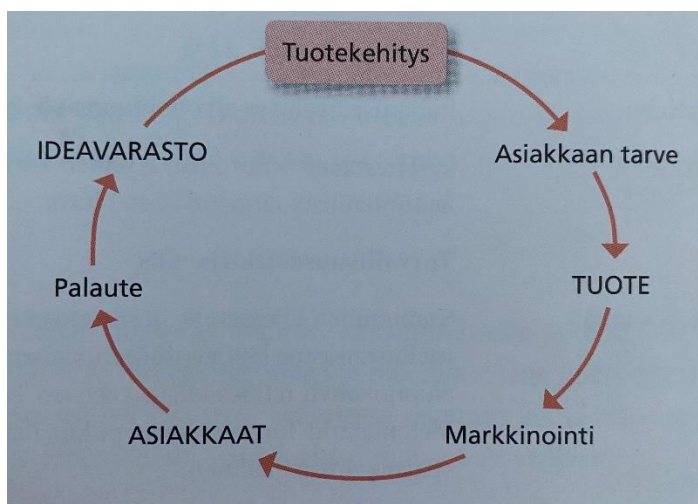 Tuotekehitys
Asiakkaan tarve
TUOTE
Markkinointi
ASIAKKAAT
Palaute
IDEAVARASTO